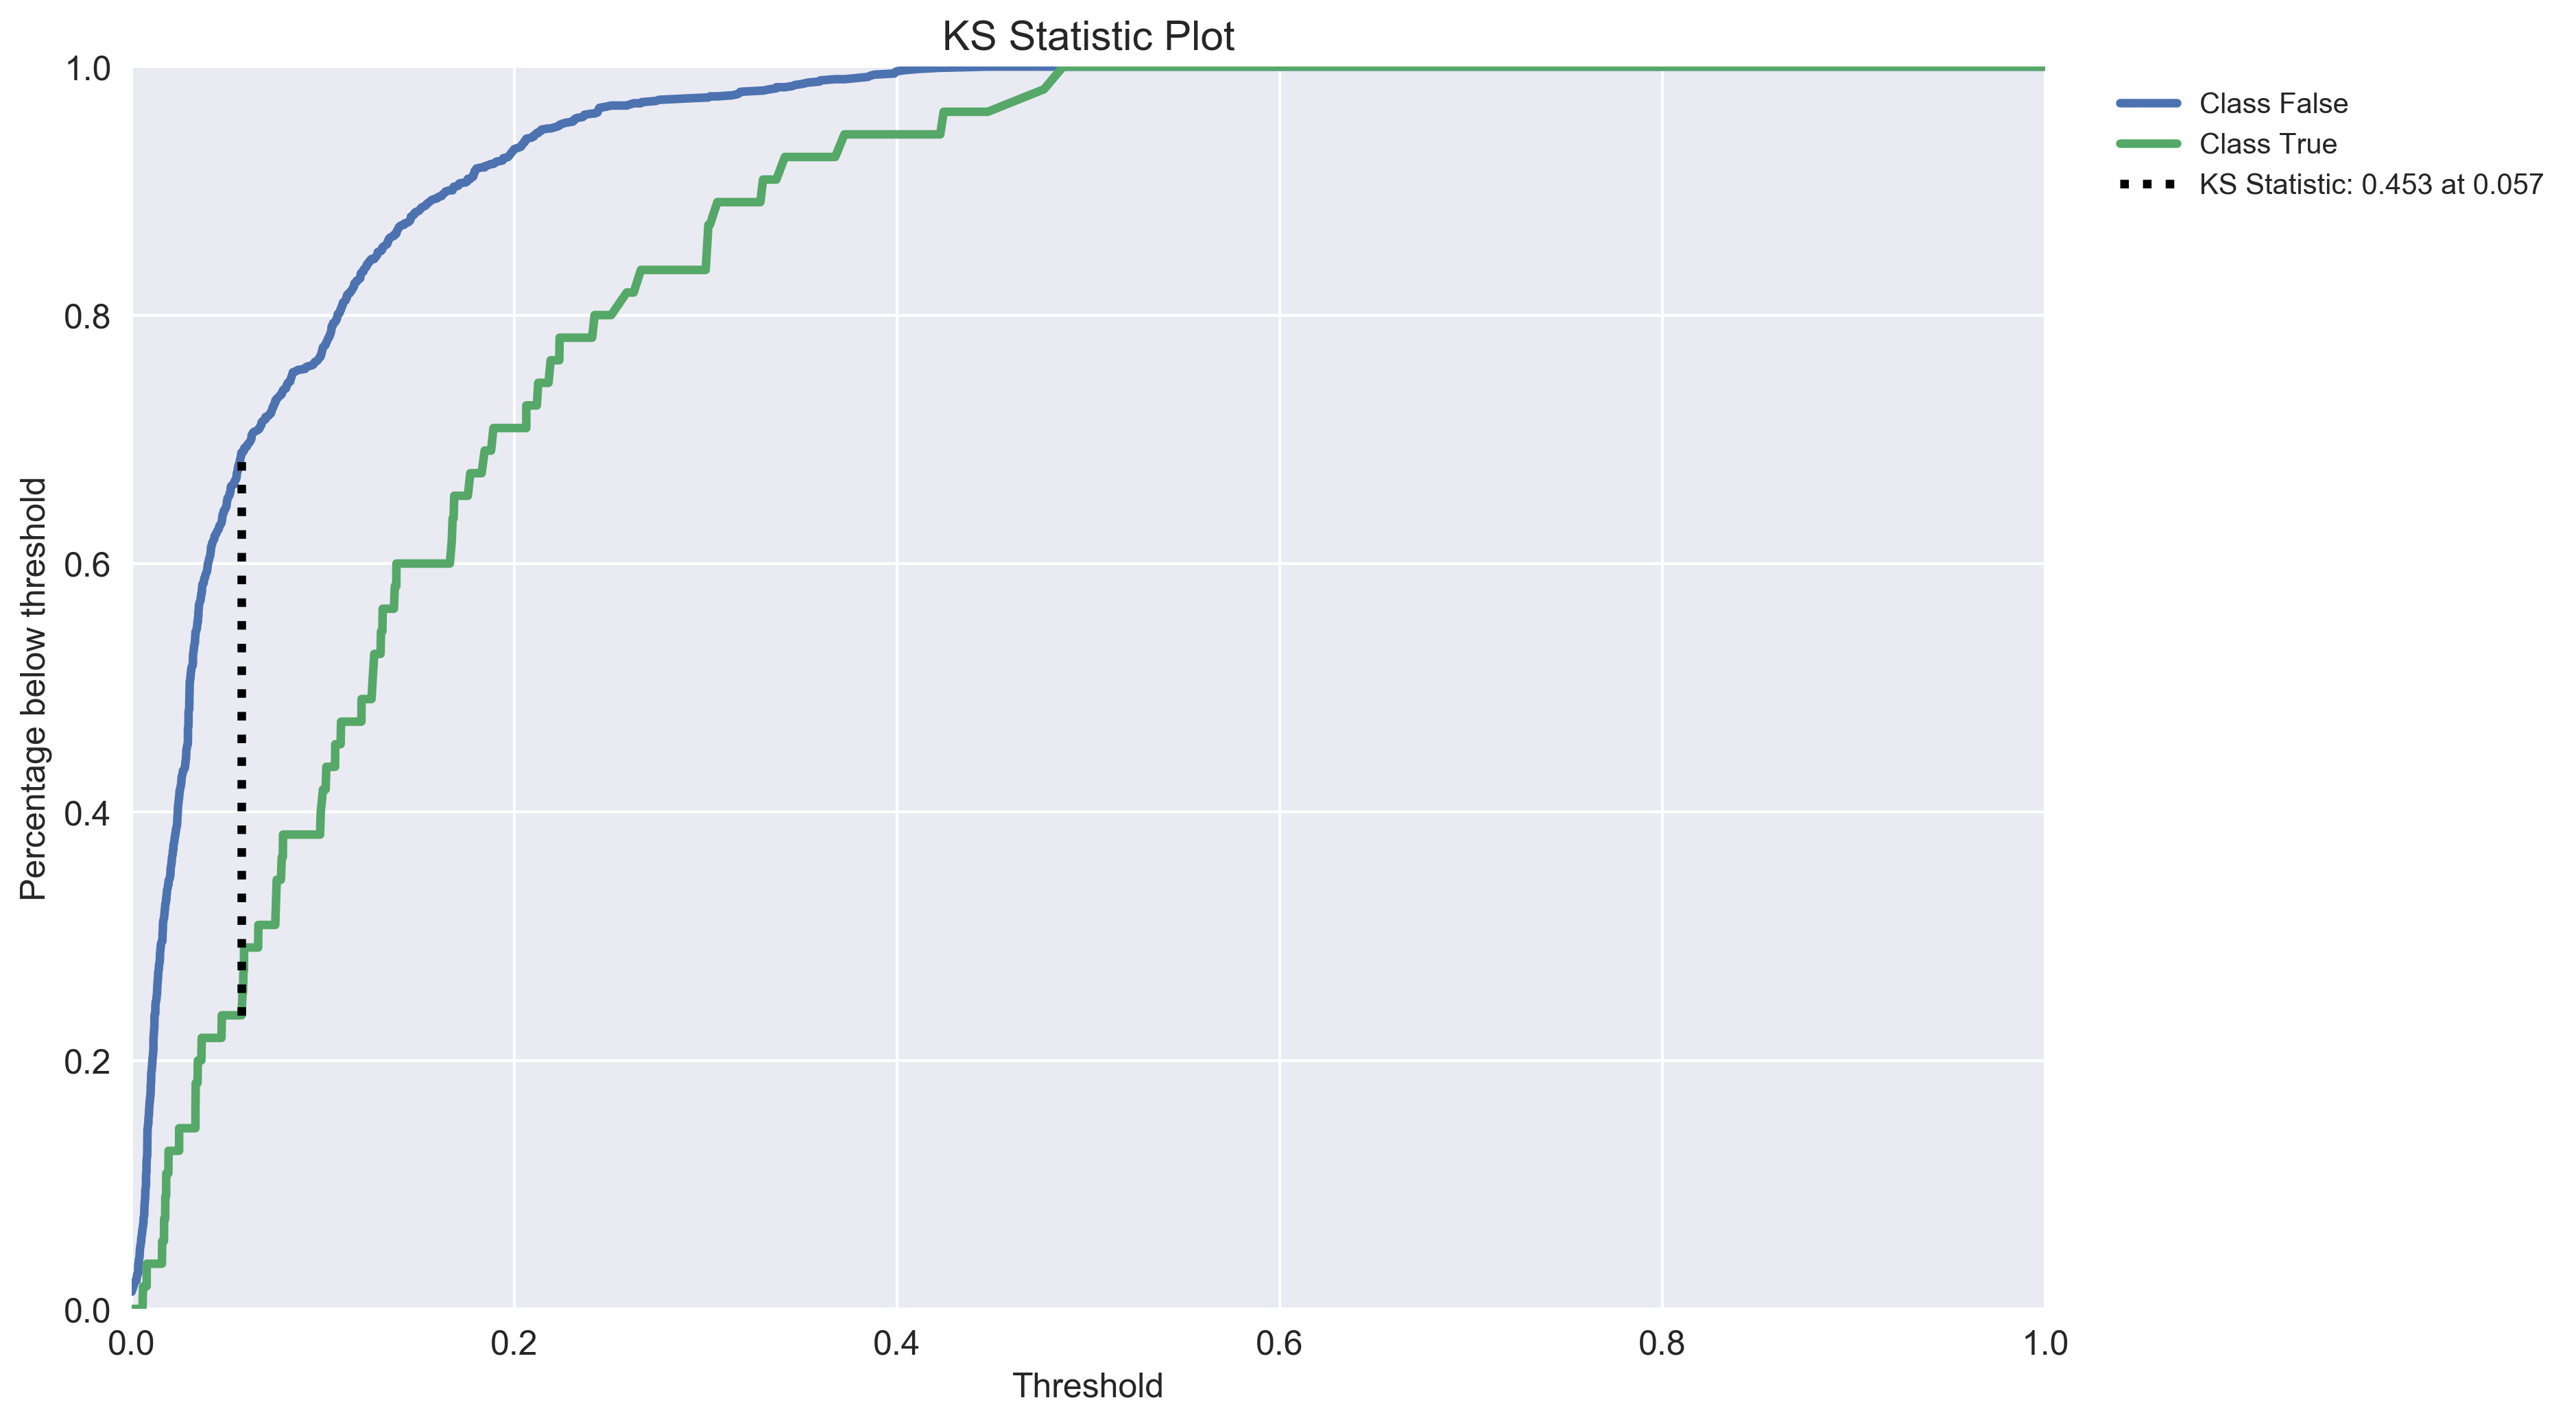 KS Statistic Plot
Class False
Class True
KS Statistic: 0.453 at 0.057
Percentage below threshold
1.0
0.8
0.6
0.4
0.2
0.0
0.0 0.2 0.4 0.6 0.8 1.0
Threshold